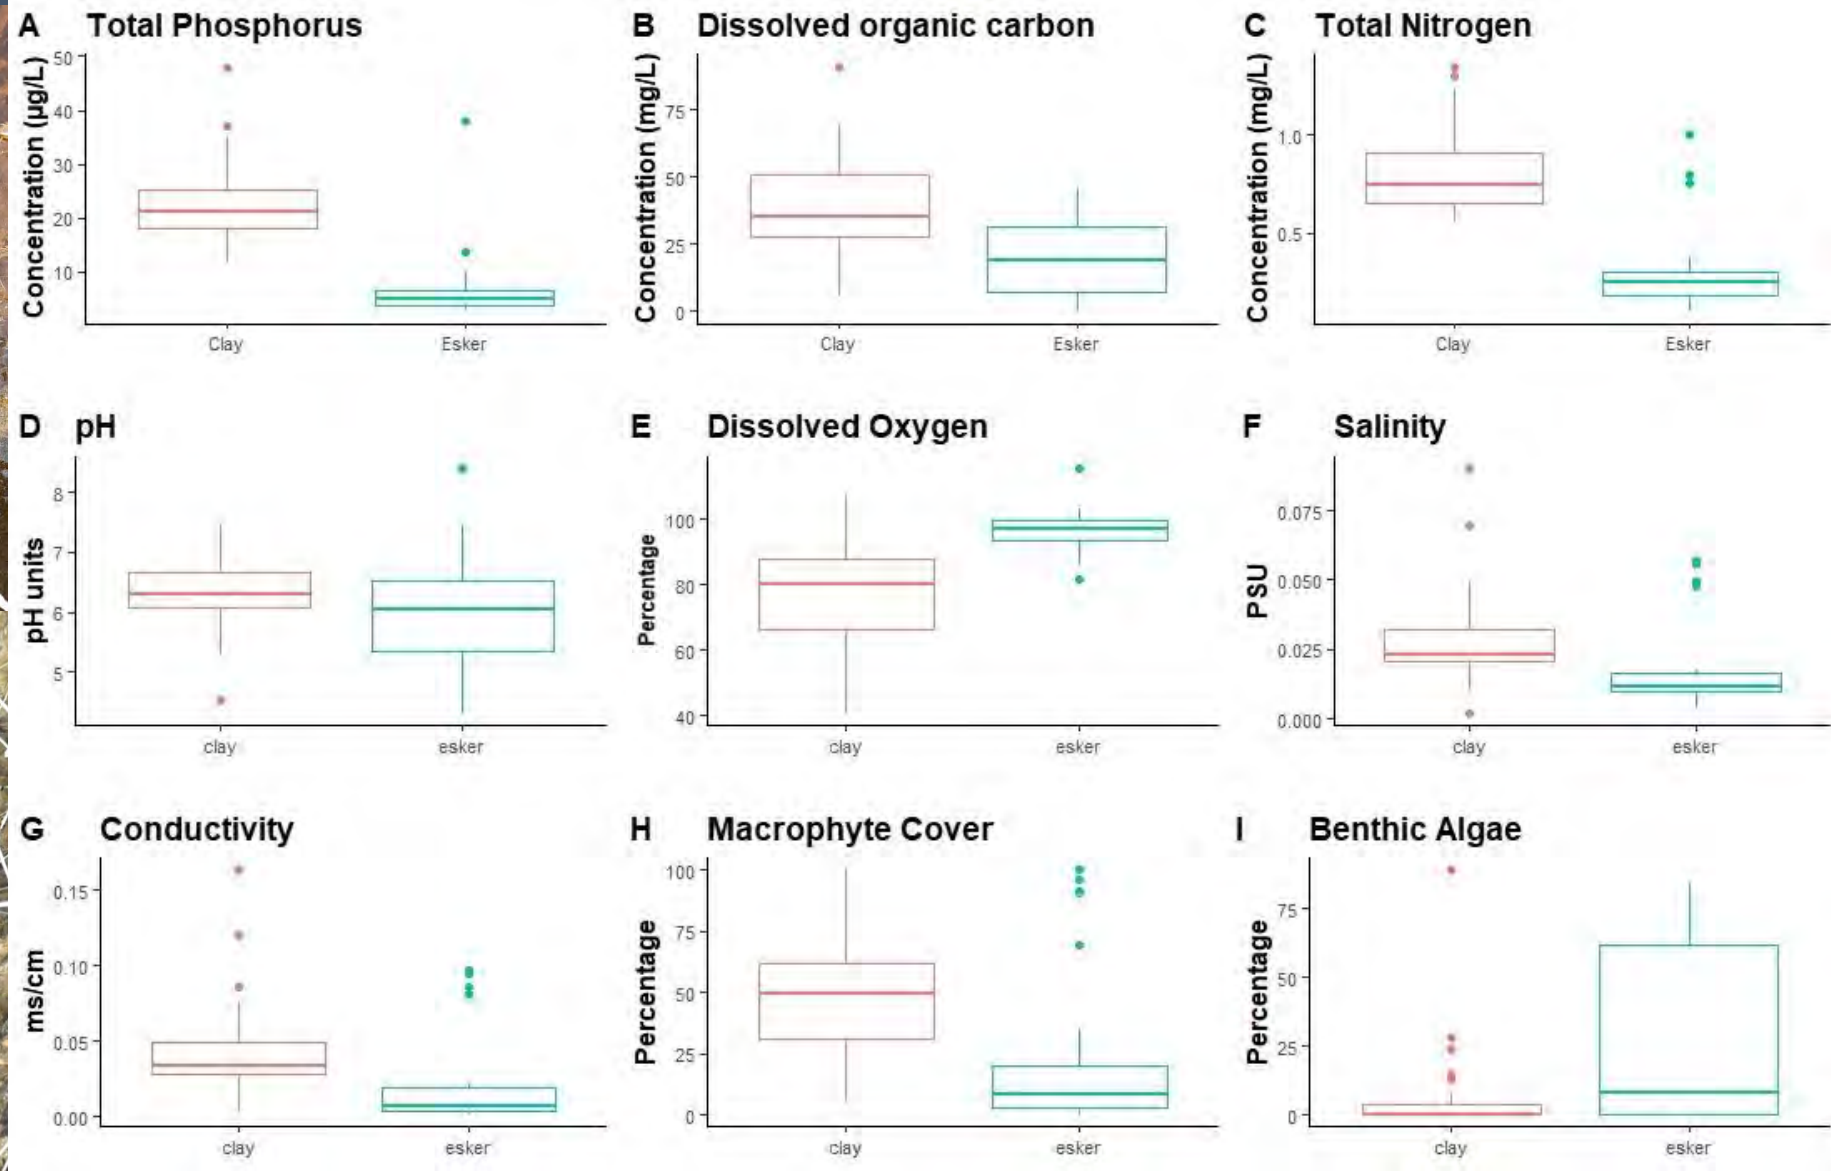 A Total Phosphorus
Concentration (µg/L)
50
40
30
20
10
Clay Esker
B Dissolved organic carbon
Concentration (mg/L)
75
50
25
0
Clay Esker
C Total Nitrogen
Concentration (mg/L)
1.0
0.5
Clay Esker
D pH
pH units
8
7
6
5
clay esker
E Dissolved Oxygen
Percentage
100
80
60
40
clay esker
F Salinity
PSU
0.075
0.050
0.025
0.000
clay esker
G Conductivity
ms/cm
0.15
0.10
0.05
0.00
clay esker
H Macrophyte Cover
Percentage
100
75
50
25
0
clay esker
I Benthic Algae
Percentage
75
50
25
0
clay esker